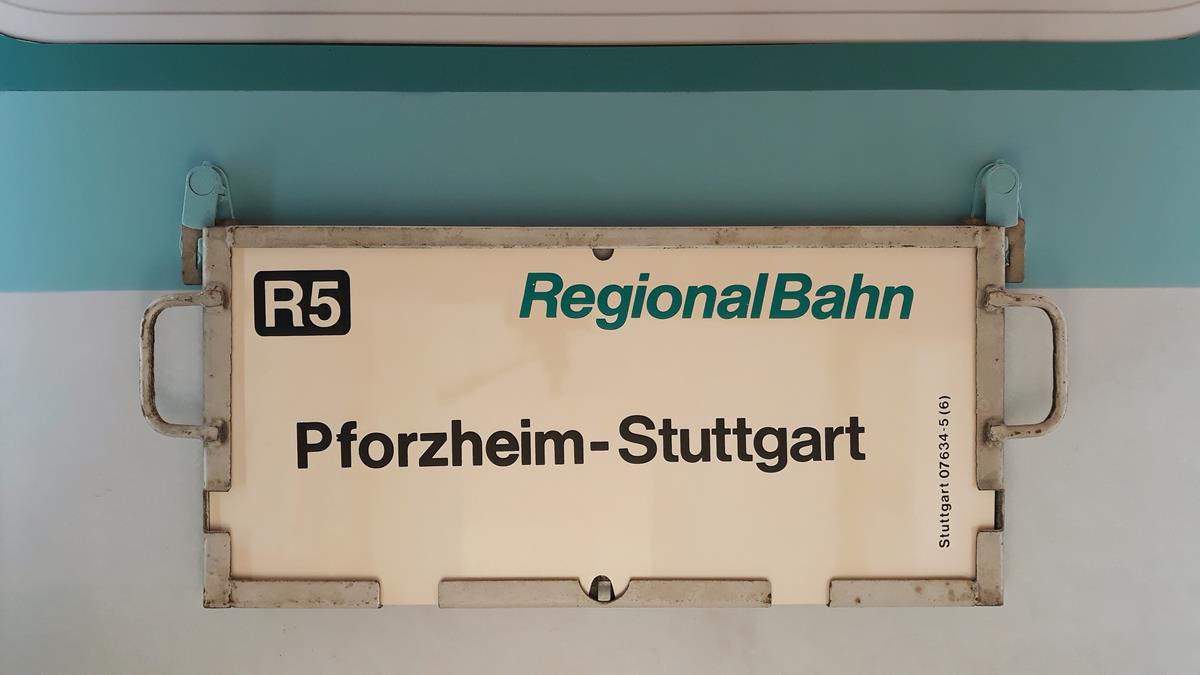 R5
RegionalBahn
Pforzheim-Stuttgart
Stuttgart 07634-5 (6)